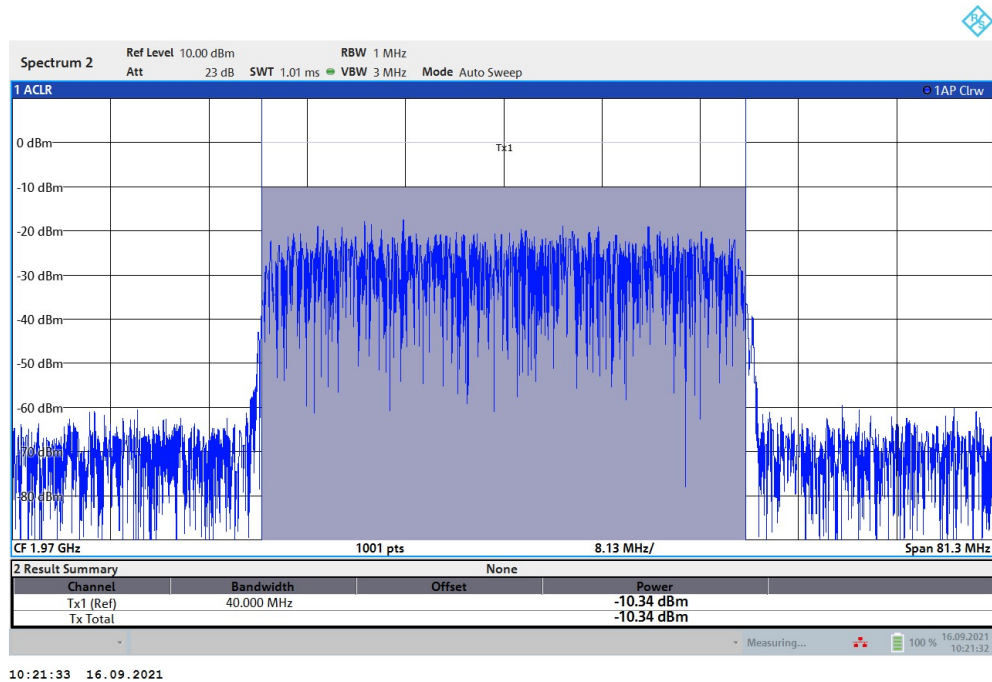 R S
Spectrum 2
Ref Level 10.00 dBm RBW 1 MHz
Att 23 dB SWT 1.01 ms VBW 3 MHz Mode Auto Sweep
1 ACLR 1AP Clrw
0 dBm
Tx1
-10 dBm
-20 dBm
-30 dBm
-40 dBm
-50 dBm
-60 dBm
-70 dBm
-80 dBm
CF 1.97 GHz 1001 pts 8.13 MHz/ Span 81.3 MHz
2 Result Summary None
Channel Bandwidth Offset Power
Tx1 (Ref) 40.000 MHz -10.34 dBm
Tx Total -10.34 dBm
Measuring... 100 % 16.09.2021
10:21:32
10:21:33 16.09.2021